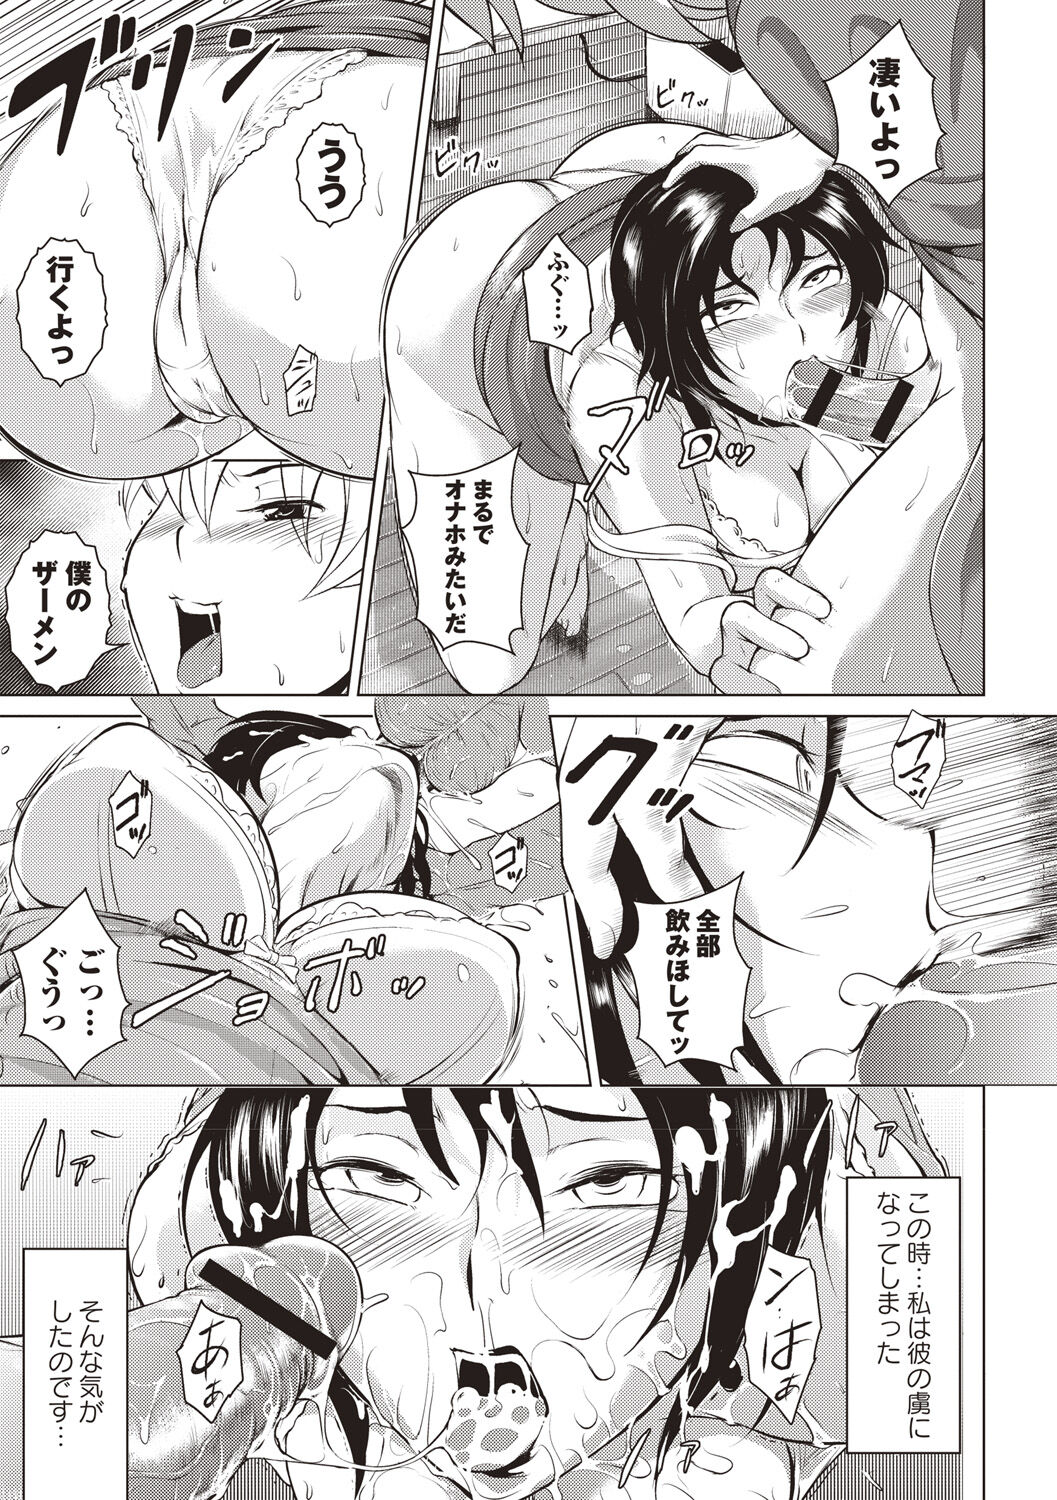 凄いよっ
ビクッ
ビクッ
ふぐ…ッ
ズロロッ
まるで
オナホみたいだ
ブルン
うう
行くよっ
僕の
ザーメン
ググッ
全部
飲みほしてッ
ゴッ
ゴッ
ジョボボッ
ごっ…
ぐうっ
この時…私は彼の虜に
なってしまった
ハァ
ァ
ンはぁ
あぁ
そんな気が
したのです…